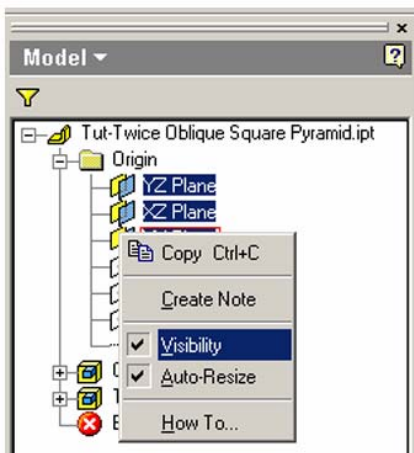 Model
Tut-Twice Oblique Square Pyramid.ipt
Origin
YZ Plane
XZ Plane
Copy Ctrl+C
Create Note
Visibility
Auto-Resize
How To...